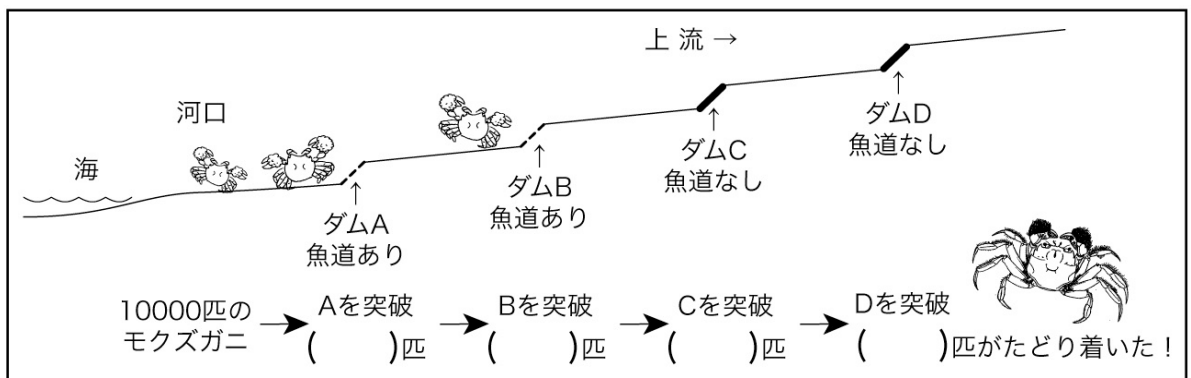 上 流 →
河口
海
ダムA
魚道あり
ダムB
魚道あり
ダムC
魚道なし
ダムD
魚道なし
10000匹の
モクズガニ
Aを突破
(　　)匹
Bを突破
(　　)匹
Cを突破
(　　)匹
Dを突破
(　　)匹がたどり着いた！